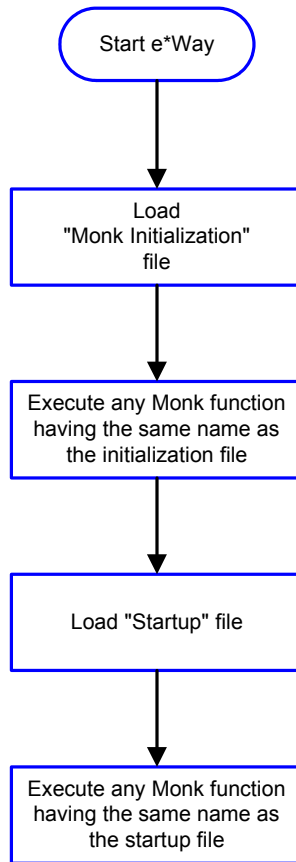 Start e*Way
Load
"Monk Initialization"
file
Execute any Monk function
having the same name as
the initialization file
Load "Startup" file
Execute any Monk function
having the same name as
the startup file